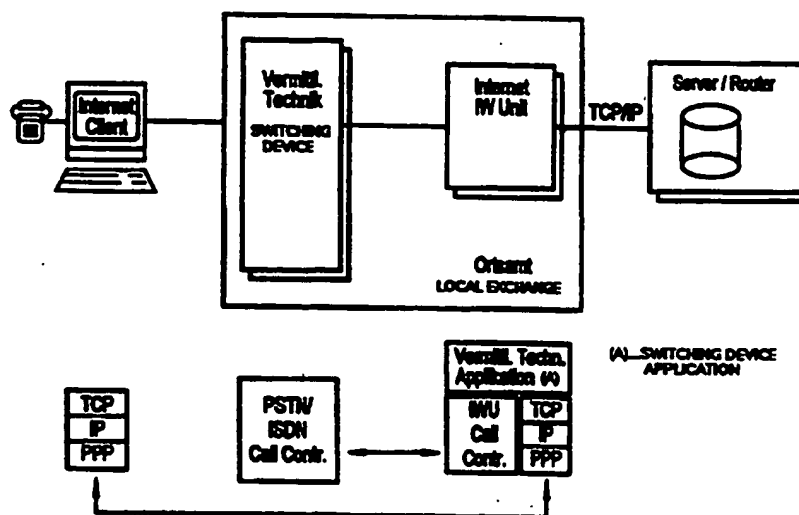 Internet
Client
Vermittl.
Technik
SWITCHING
DEVICE
Internet
IW Unit
TCP/IP
Server / Router
Ortsamt
LOCAL EXCHANGE
TCP
IP
PPP
PSTN/
ISDN
Call Contr.
Vermittl. Techn.
Application (A)
IWU
Call
Contr.
TCP
IP
PPP
(A)...SWITCHING DEVICE
APPLICATION